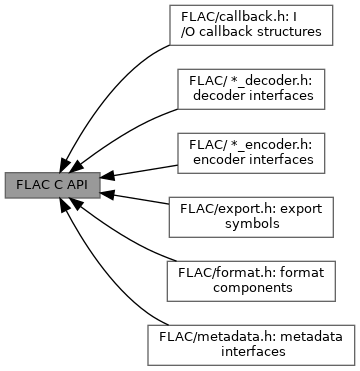 FLAC/callback.h: I
/O callback structures
FLAC/ *_decoder.h:
decoder interfaces
FLAC/ *_encoder.h:
encoder interfaces
FLAC C API
FLAC/export.h: export
symbols
FLAC/format.h: format
components
FLAC/metadata.h: metadata
interfaces